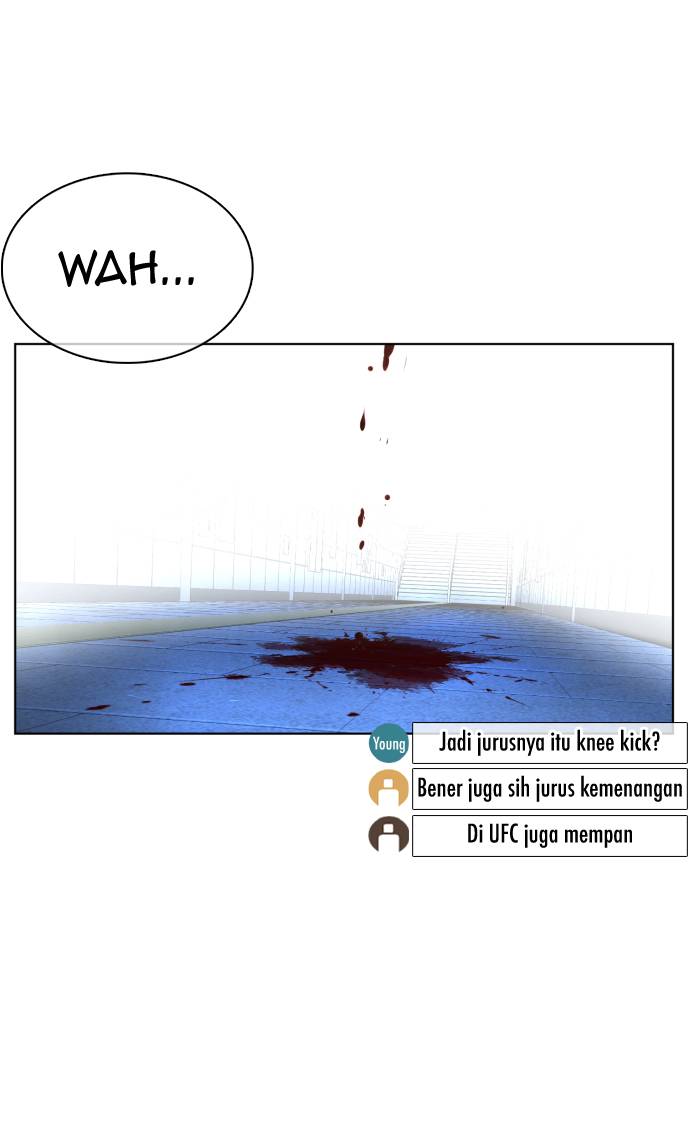 WAH...
Young
Jadi jurusnya itu knee kick?
Bener juga sih jurus kemenangan
Di UFC juga mempan